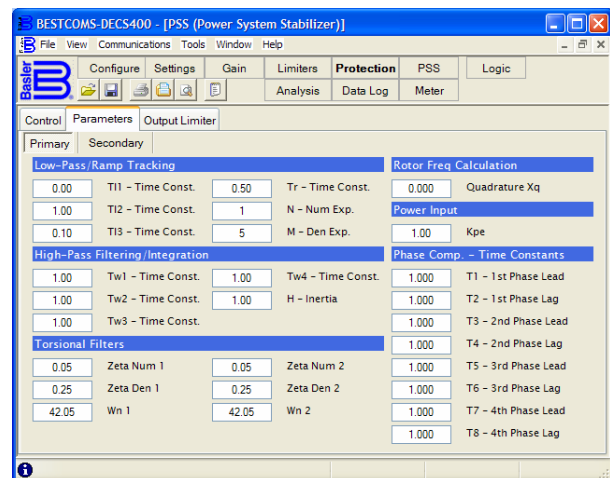 BESTCOMS-DECS400 - [PSS (Power System Stabilizer)]
File View Communications Tools Window Help
Basler
Configure Settings Gain Limiters Protection PSS Logic
Analysis Data Log Meter
Control Parameters Output Limiter
Primary Secondary
Low-Pass/Ramp Tracking
0.00 Tl1 - Time Const. 0.50 Tr - Time Const.
1.00 Tl2 - Time Const. 1 N - Num Exp.
0.10 Tl3 - Time Const. 5 M - Den Exp.
High-Pass Filtering/Integration
1.00 Tw1 - Time Const. 1.00 Tw4 - Time Const.
1.00 Tw2 - Time Const. 1.00 H - Inertia
1.00 Tw3 - Time Const.
Torsional Filters
0.05 Zeta Num 1 0.05 Zeta Num 2
0.25 Zeta Den 1 0.25 Zeta Den 2
42.05 Wn 1 42.05 Wn 2
Rotor Freq Calculation
0.000 Quadrature Xq
Power Input
1.00 Kpe
Phase Comp. - Time Constants
1.000 T1 - 1st Phase Lead
1.000 T2 - 1st Phase Lag
1.000 T3 - 2nd Phase Lead
1.000 T4 - 2nd Phase Lag
1.000 T5 - 3rd Phase Lead
1.000 T6 - 3rd Phase Lag
1.000 T7 - 4th Phase Lead
1.000 T8 - 4th Phase Lag